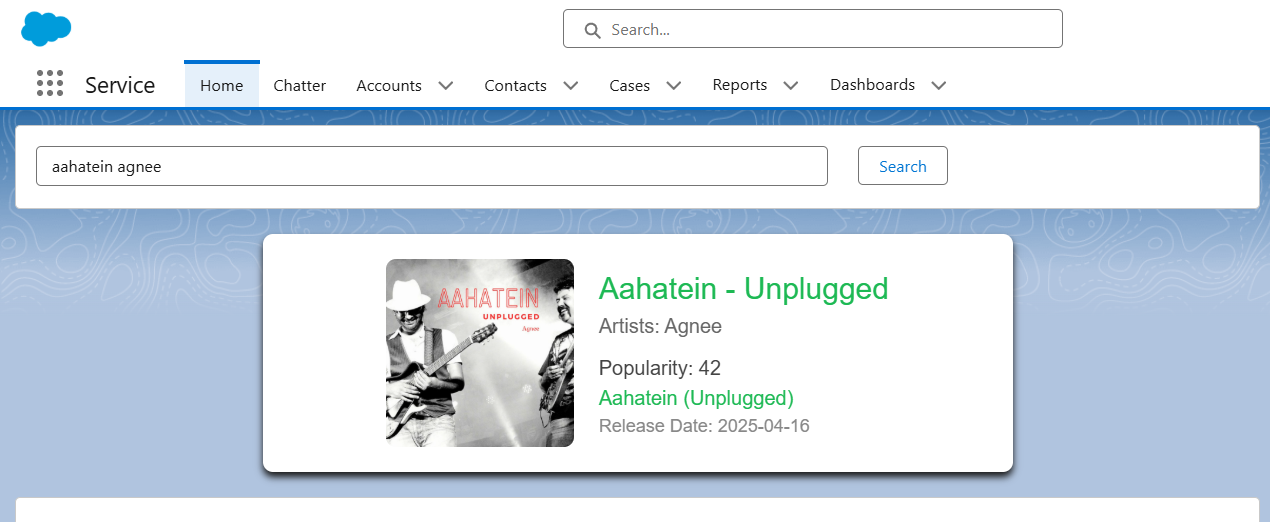 Search...
Service
Home
Chatter
Accounts
Contacts
Cases
Reports
Dashboards
aahatein agnee
Search
AAHATEIN
UNPLUGGED
Agnee
Aahatein - Unplugged
Artists: Agnee
Popularity: 42
Aahatein (Unplugged)
Release Date: 2025-04-16